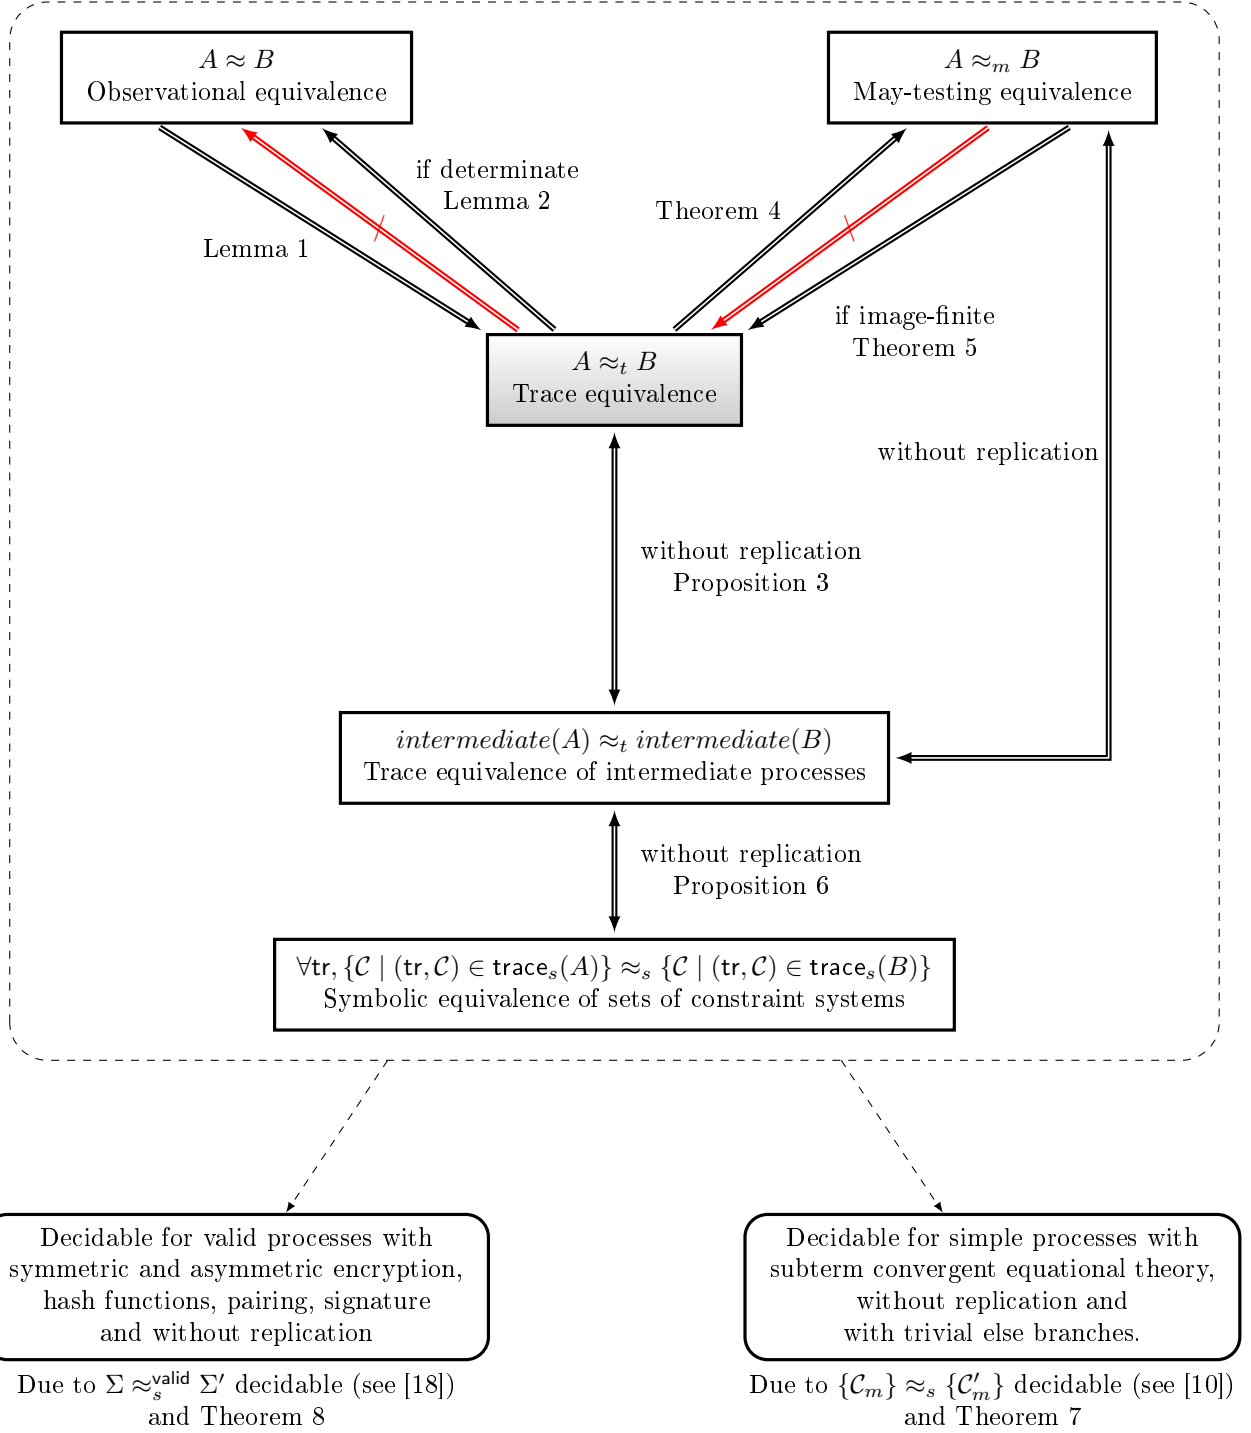 A ≈ B
Observational equivalence
A ≈ₘ B
May-testing equivalence
if determinate
Lemma 2
Lemma 1
Theorem 4
if image-finite
Theorem 5
A ≈ₜ B
Trace equivalence
without replication
without replication
Proposition 3
intermediate(A) ≈ₜ intermediate(B)
Trace equivalence of intermediate processes
without replication
Proposition 6
∀tr, {𝒞 | (tr, 𝒞) ∈ traceₛ(A)} ≈ₛ {𝒞 | (tr, 𝒞) ∈ traceₛ(B)}
Symbolic equivalence of sets of constraint systems
Decidable for valid processes with
symmetric and asymmetric encryption,
hash functions, pairing, signature
and without replication
Due to Σ ≈ₛ^valid Σ′ decidable (see [18])
and Theorem 8
Decidable for simple processes with
subterm convergent equational theory,
without replication and
with trivial else branches.
Due to {𝒞ₘ} ≈ₛ {𝒞′ₘ} decidable (see [10])
and Theorem 7